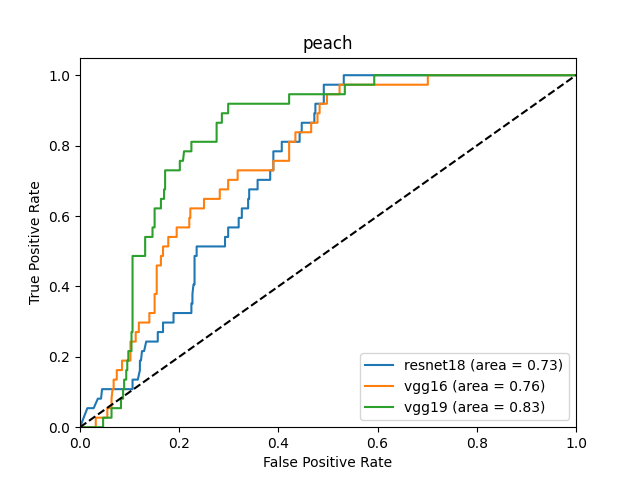 peach
1.0
0.8
0.6
0.4
0.2
0.0
True Positive Rate
resnet18 (area = 0.73)
vgg16 (area = 0.76)
vgg19 (area = 0.83)
0.0 0.2 0.4 0.6 0.8 1.0
False Positive Rate